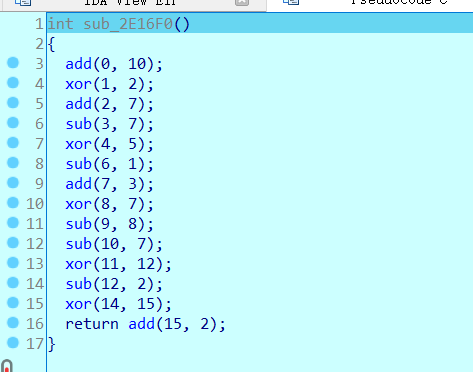 IDA View EIP Pseudocode C
1 int sub_2E16F0()
2 {
3 add(0, 10);
4 xor(1, 2);
5 add(2, 7);
6 sub(3, 7);
7 xor(4, 5);
8 sub(6, 1);
9 add(7, 3);
10 xor(8, 7);
11 sub(9, 8);
12 sub(10, 7);
13 xor(11, 12);
14 sub(12, 2);
15 xor(14, 15);
16 return add(15, 2);
17 }